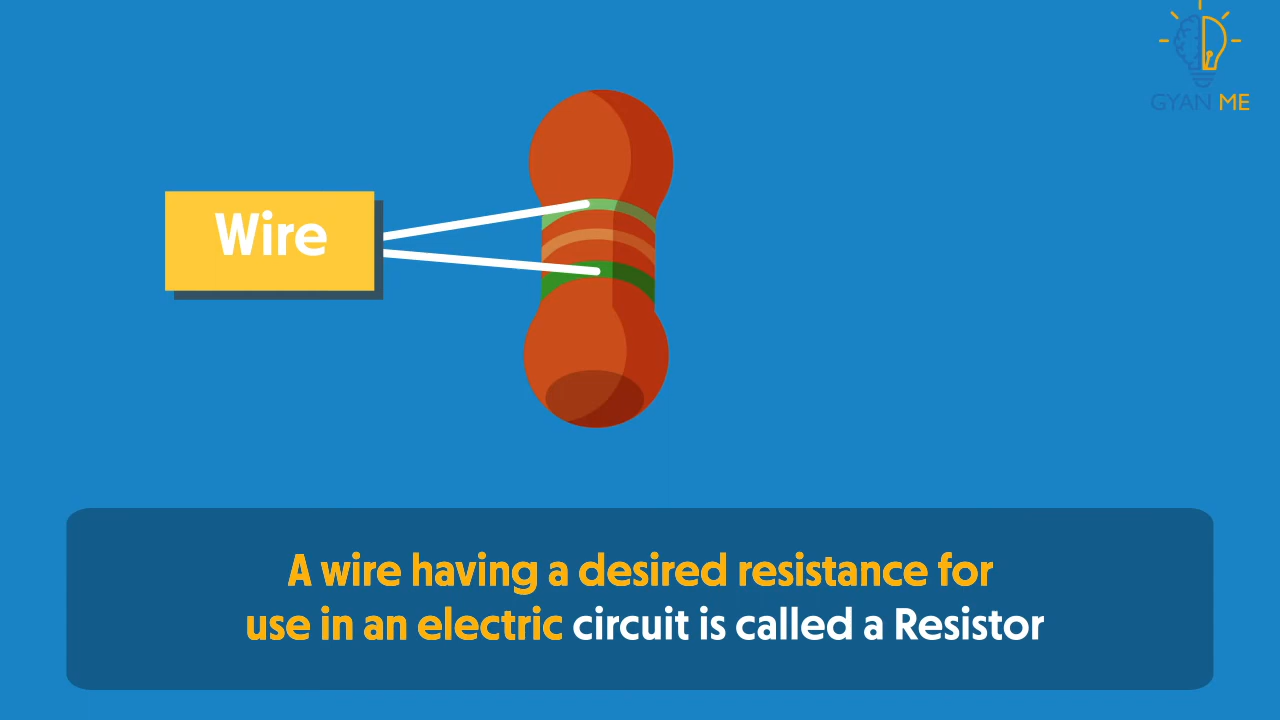 GYAN ME
Wire
A wire having a desired resistance for
use in an electric circuit is called a Resistor